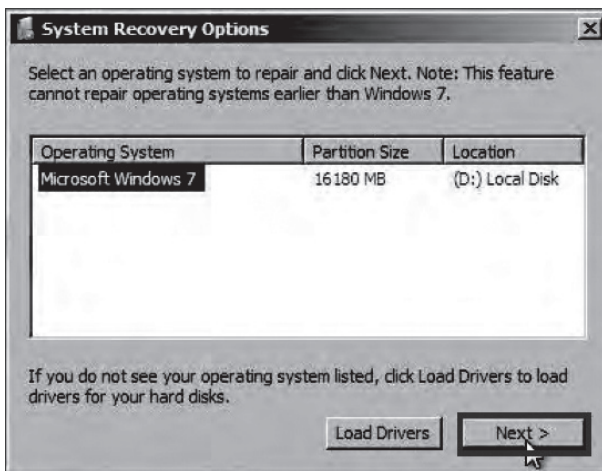 System Recovery Options
Select an operating system to repair and click Next. Note: This feature
cannot repair operating systems earlier than Windows 7.
Operating System Partition Size Location
Microsoft Windows 7 16180 MB (D:) Local Disk
If you do not see your operating system listed, click Load Drivers to load
drivers for your hard disks.
Load Drivers Next >